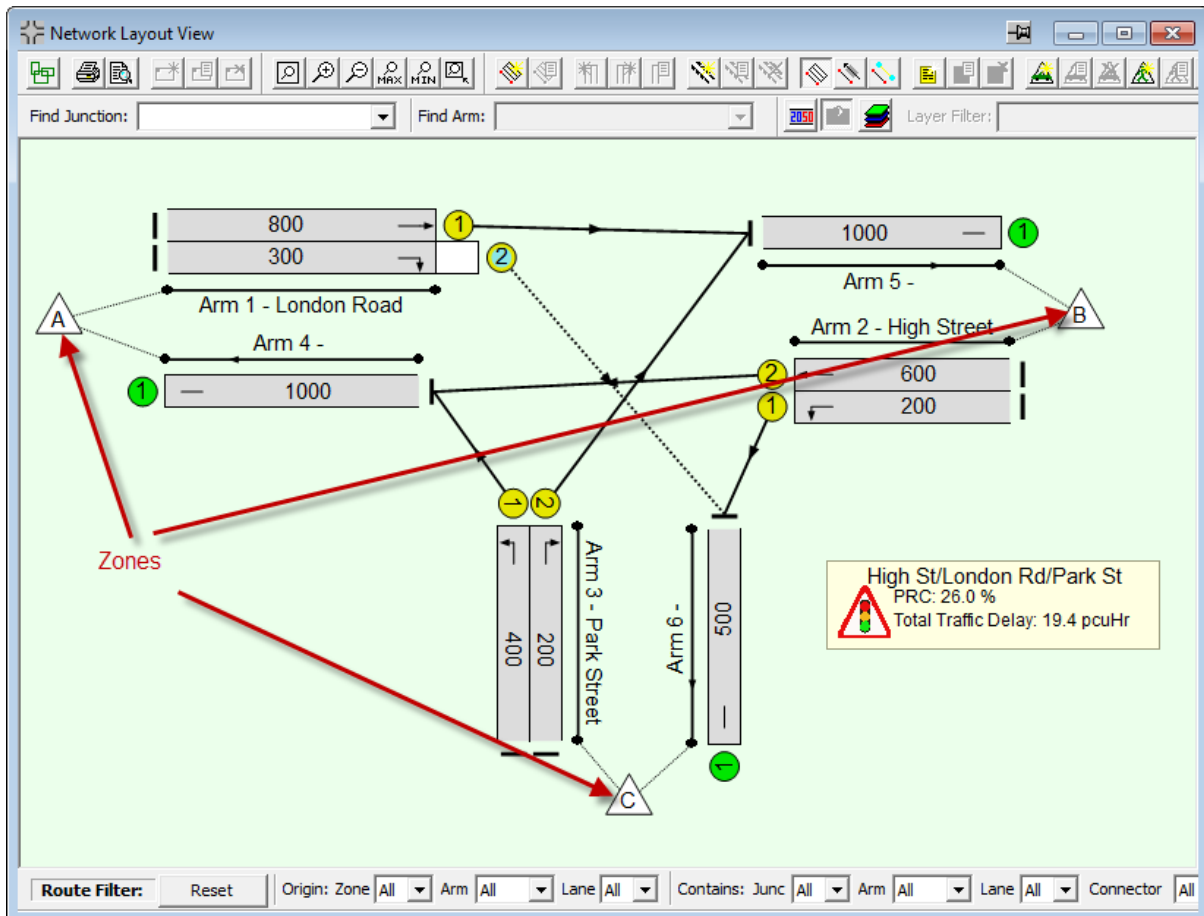 Network Layout View
MAX MIN
Find Junction: Find Arm: 2050 Layer Filter:
800 1
300 2
1000 1
Arm 5 -
Arm 1 - London Road
A
B
Arm 4 -
Arm 2 - High Street
1 1000
2 600
1 200
1 2
Zones
400 200
Arm 3 - Park Street
Arm 6 -
500
1
High St/London Rd/Park St
PRC: 26.0 %
Total Traffic Delay: 19.4 pcuHr
C
Route Filter: Reset Origin: Zone All Arm All Lane All Contains: Junc All Arm All Lane All Connector All